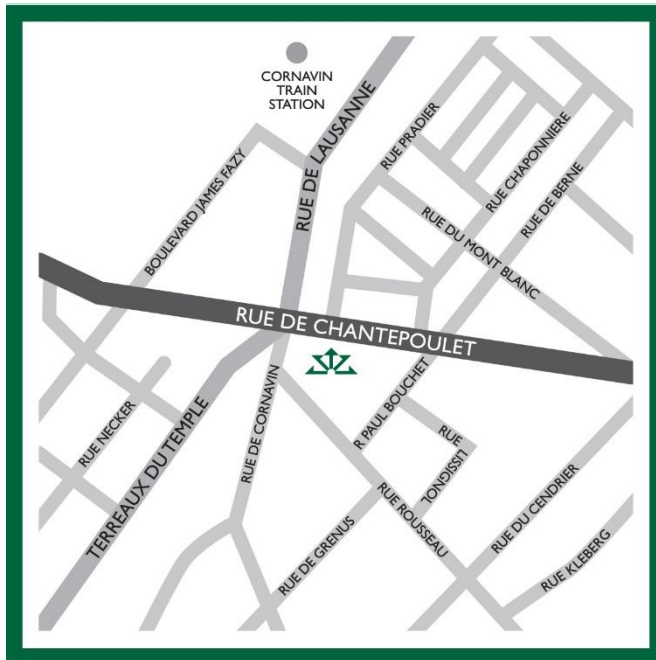 CORNAVIN
TRAIN
STATION
RUE DE LAUSANNE
RUE PRADIER
RUE CHAPONNIERE
BOULEVARD JAMES FAZY
RUE DE BERNE
RUE DU MONT BLANC
RUE DE CHANTEPOULET
R PAUL BOUCHET
RUE NECKER
TERREAUX DU TEMPLE
RUE DE CORNAVIN
RUE
LISSIGNOL
RUE ROUSSEAU
RUE DU CENDRIER
RUE DE GRENUS
RUE KLEBERG